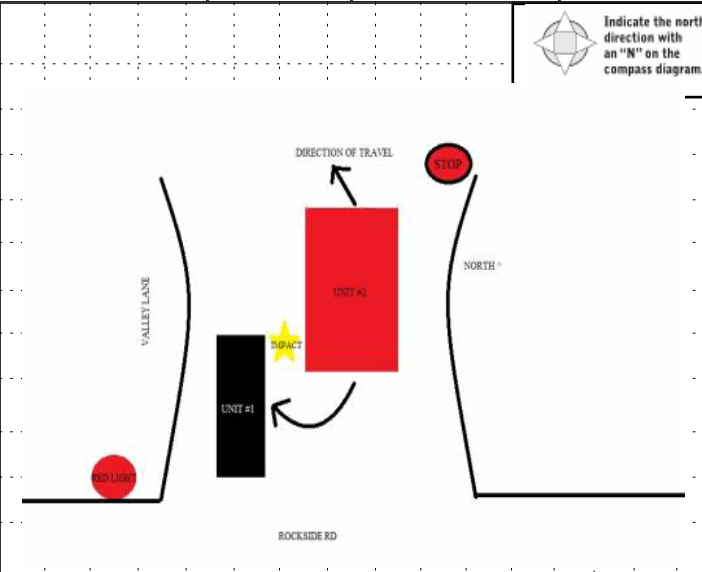 Indicate the north
direction with
an “N” on the
compass diagram.
DIRECTION OF TRAVEL
STOP
NORTH ^
UNIT #2
VALLEY LANE
IMPACT
UNIT #1
RED LIGHT
ROCKSIDE RD